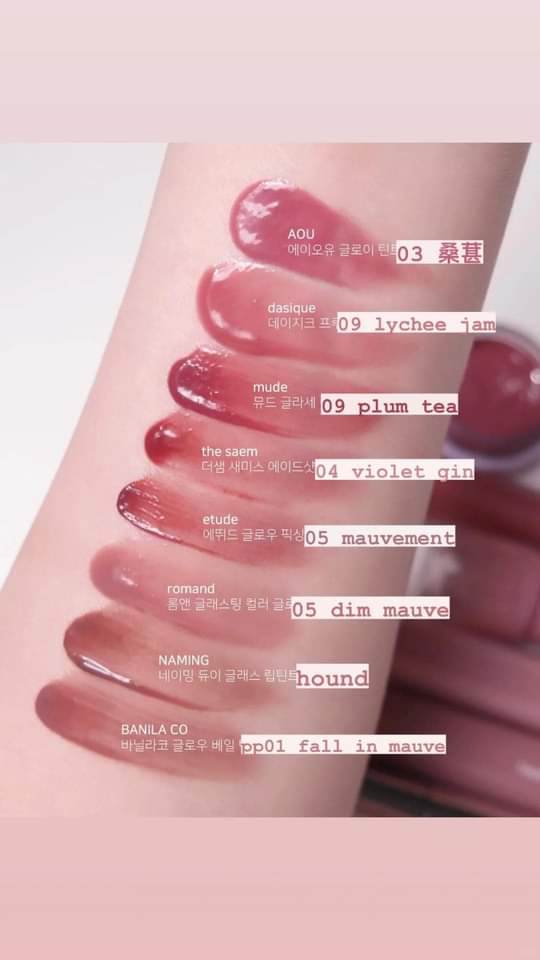 AOU
에이오유 글로이 틴트
03 桑葚
dasique
데이지크 프루
09 lychee jam
mude
뮤드 글라세
09 plum tea
the saem
더샘 새미스 에이드샷
04 violet gin
etude
에뛰드 글로우 픽싱
05 mauvement
romand
롬앤 글래스팅 컬러 글로
05 dim mauve
NAMING
네이밍 듀이 글래스 립틴트
hound
BANILA CO
바닐라코 글로우 베일
pp01 fall in mauve